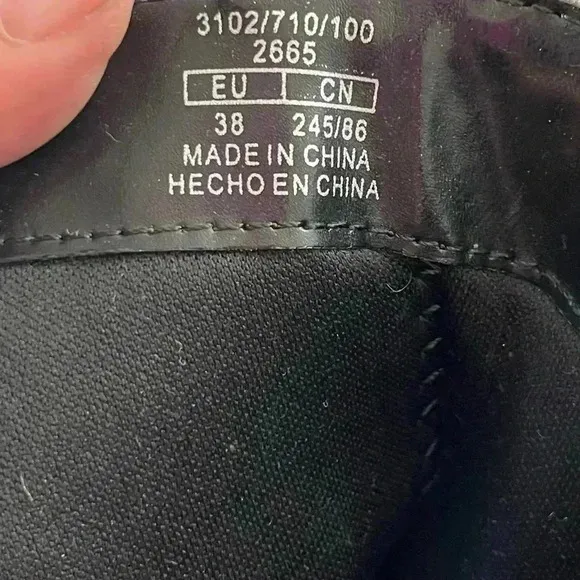 3102/710/100
2665
EU CN
38 245/86
MADE IN CHINA
HECHO EN CHINA